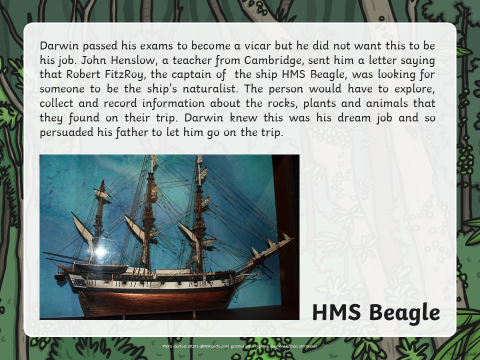 Darwin passed his exams to become a vicar but he did not want this to be
his job. John Henslow, a teacher from Cambridge, sent him a letter saying
that Robert FitzRoy, the captain of the ship HMS Beagle, was looking for
someone to be the ship's naturalist. The person would have to explore,
collect and record information about the rocks, plants and animals that
they found on their trip. Darwin knew this was his dream job and so
persuaded his father to let him go on the trip.
HMS Beagle